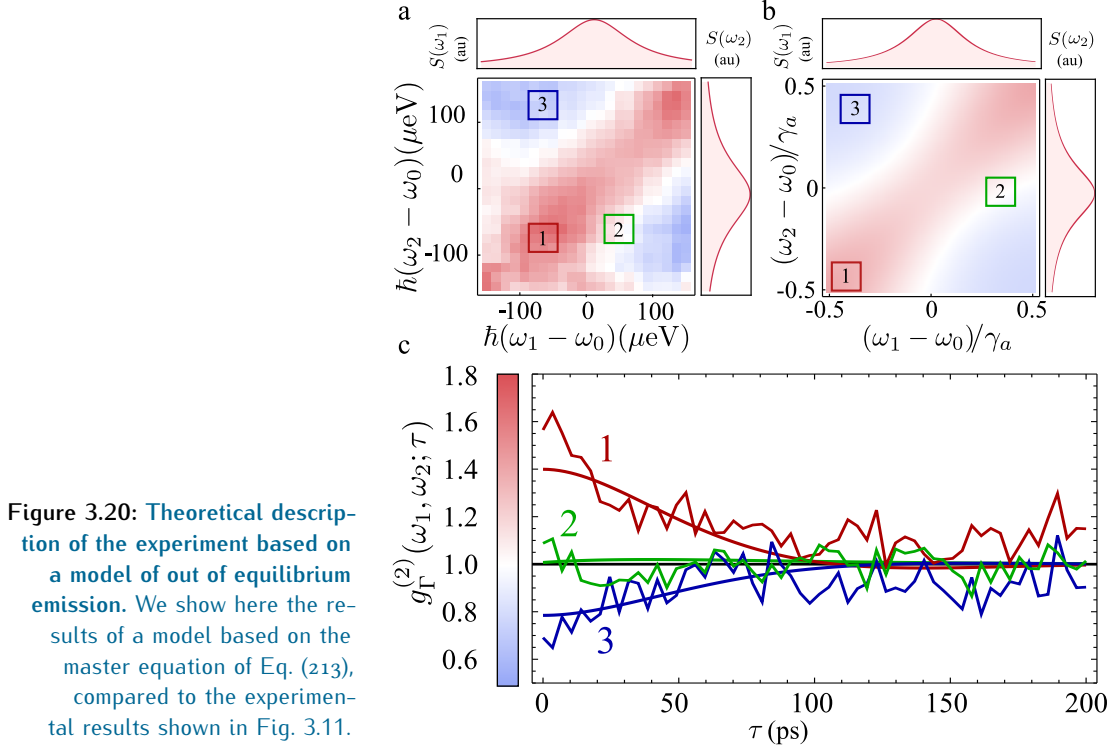 a
S(ω₁)
(au)
S(ω₂)
(au)
3
2
1
100
0
-100
ħ(ω₂ − ω₀)(μeV)
-100
0
100
ħ(ω₁ − ω₀)(μeV)
b
S(ω₁)
(au)
S(ω₂)
(au)
3
2
1
0.5
0
-0.5
(ω₂ − ω₀)/γₐ
-0.5
0
0.5
(ω₁ − ω₀)/γₐ
c
1.8
1.6
1.4
1.2
1.0
0.8
0.6
g_Γ^(2)(ω₁, ω₂; τ)
1
2
3
0
50
100
150
200
τ (ps)
Figure 3.20: Theoretical descrip-
tion of the experiment based on
a model of out of equilibrium
emission. We show here the re-
sults of a model based on the
master equation of Eq. (213),
compared to the experimen-
tal results shown in Fig. 3.11.